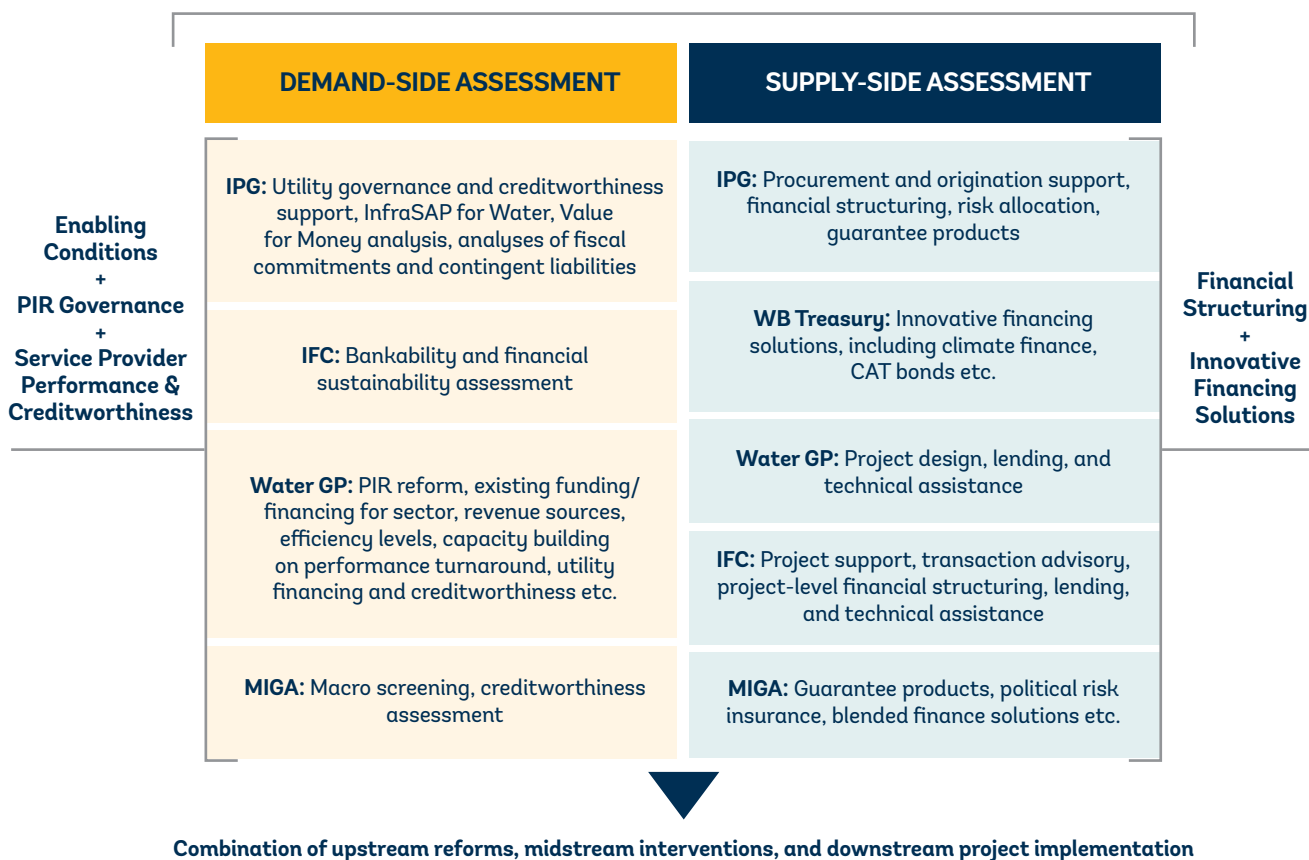 DEMAND-SIDE ASSESSMENT
SUPPLY-SIDE ASSESSMENT
Enabling
Conditions
+
PIR Governance
+
Service Provider
Performance &
Creditworthiness
IPG: Utility governance and creditworthiness
support, InfraSAP for Water, Value
for Money analysis, analyses of fiscal
commitments and contingent liabilities
IFC: Bankability and financial
sustainability assessment
Water GP: PIR reform, existing funding/
financing for sector, revenue sources,
efficiency levels, capacity building
on performance turnaround, utility
financing and creditworthiness etc.
MIGA: Macro screening, creditworthiness
assessment
IPG: Procurement and origination support,
financial structuring, risk allocation,
guarantee products
WB Treasury: Innovative financing
solutions, including climate finance,
CAT bonds etc.
Water GP: Project design, lending, and
technical assistance
IFC: Project support, transaction advisory,
project-level financial structuring, lending,
and technical assistance
MIGA: Guarantee products, political risk
insurance, blended finance solutions etc.
Financial
Structuring
+
Innovative
Financing
Solutions
Combination of upstream reforms, midstream interventions, and downstream project implementation